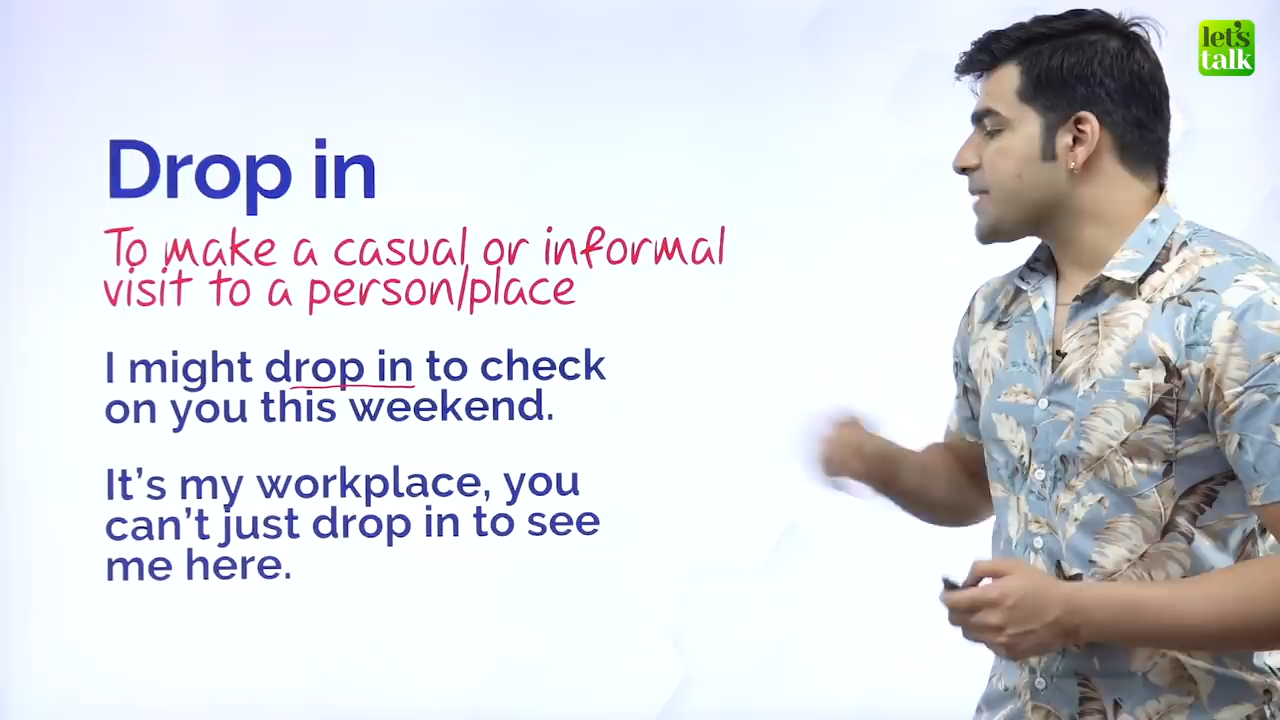 let's
talk
Drop in
To make a casual or informal
visit to a person/place
I might drop in to check
on you this weekend.
It's my workplace, you
can't just drop in to see
me here.